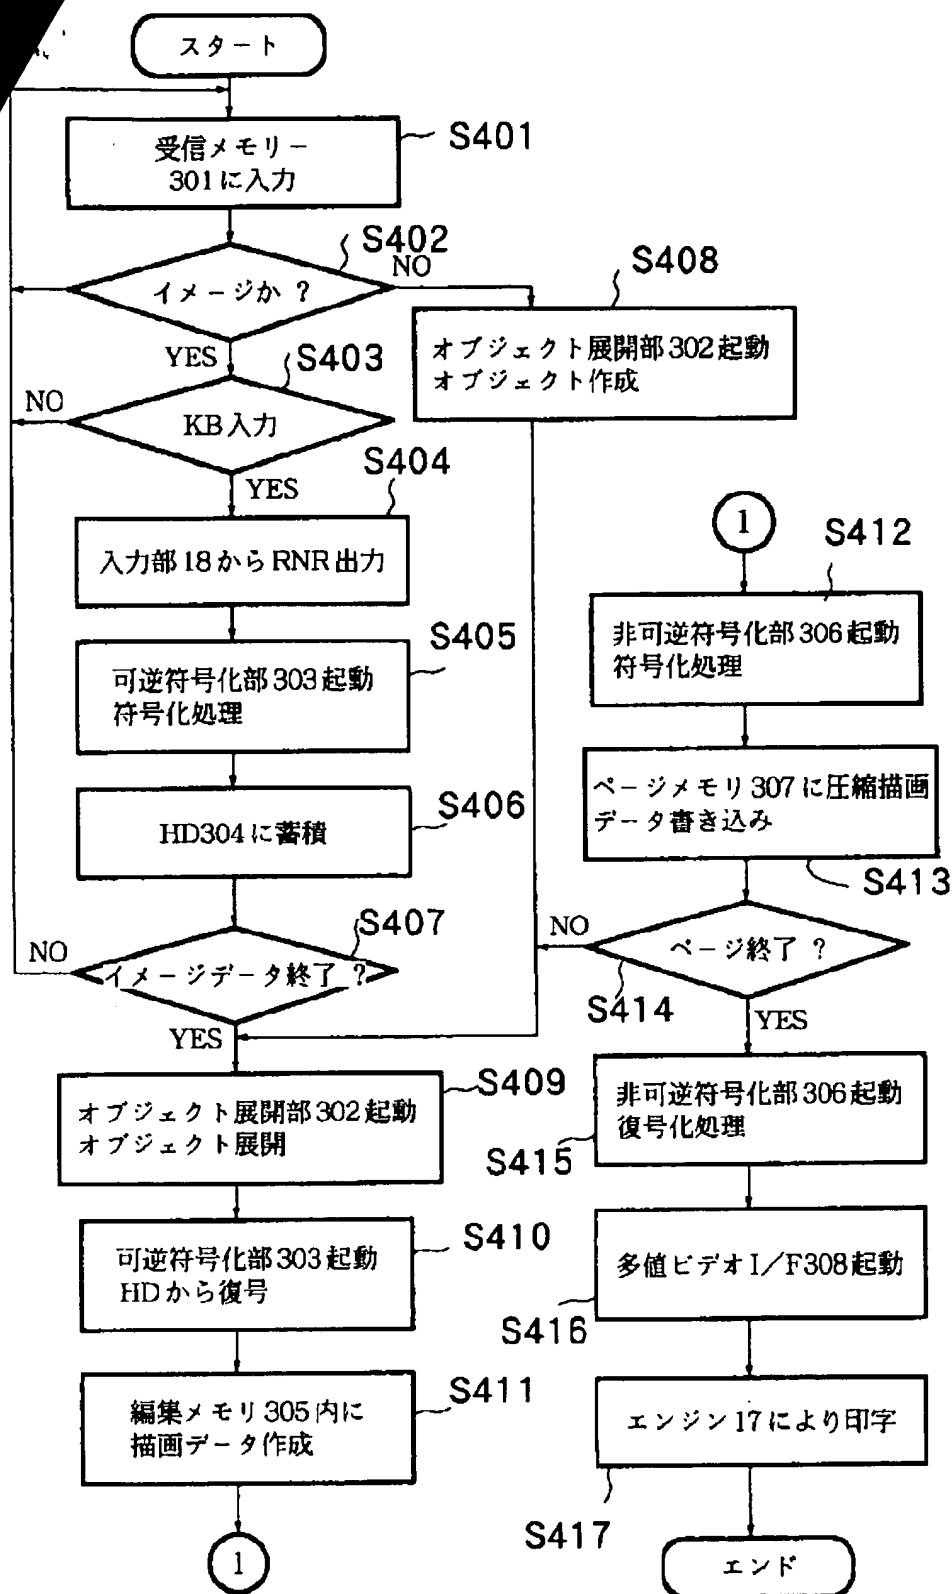 スタート
受信メモリー
301に入力
S401
イメージか ?
S402
NO
YES
KB入力
S403
NO
YES
入力部18からRNR出力
S404
可逆符号化部303起動
符号化処理
S405
HD304に蓄積
S406
イメージデータ終了 ?
S407
NO
YES
オブジェクト展開部302起動
オブジェクト作成
S408
オブジェクト展開部302起動
オブジェクト展開
S409
可逆符号化部303起動
HDから復号
S410
編集メモリ305内に
描画データ作成
S411
1
1
非可逆符号化部306起動
符号化処理
S412
ページメモリ307に圧縮描画
データ書き込み
S413
ページ終了 ?
S414
NO
YES
非可逆符号化部306起動
復号化処理
S415
多値ビデオI/F308起動
S416
エンジン17により印字
S417
エンド